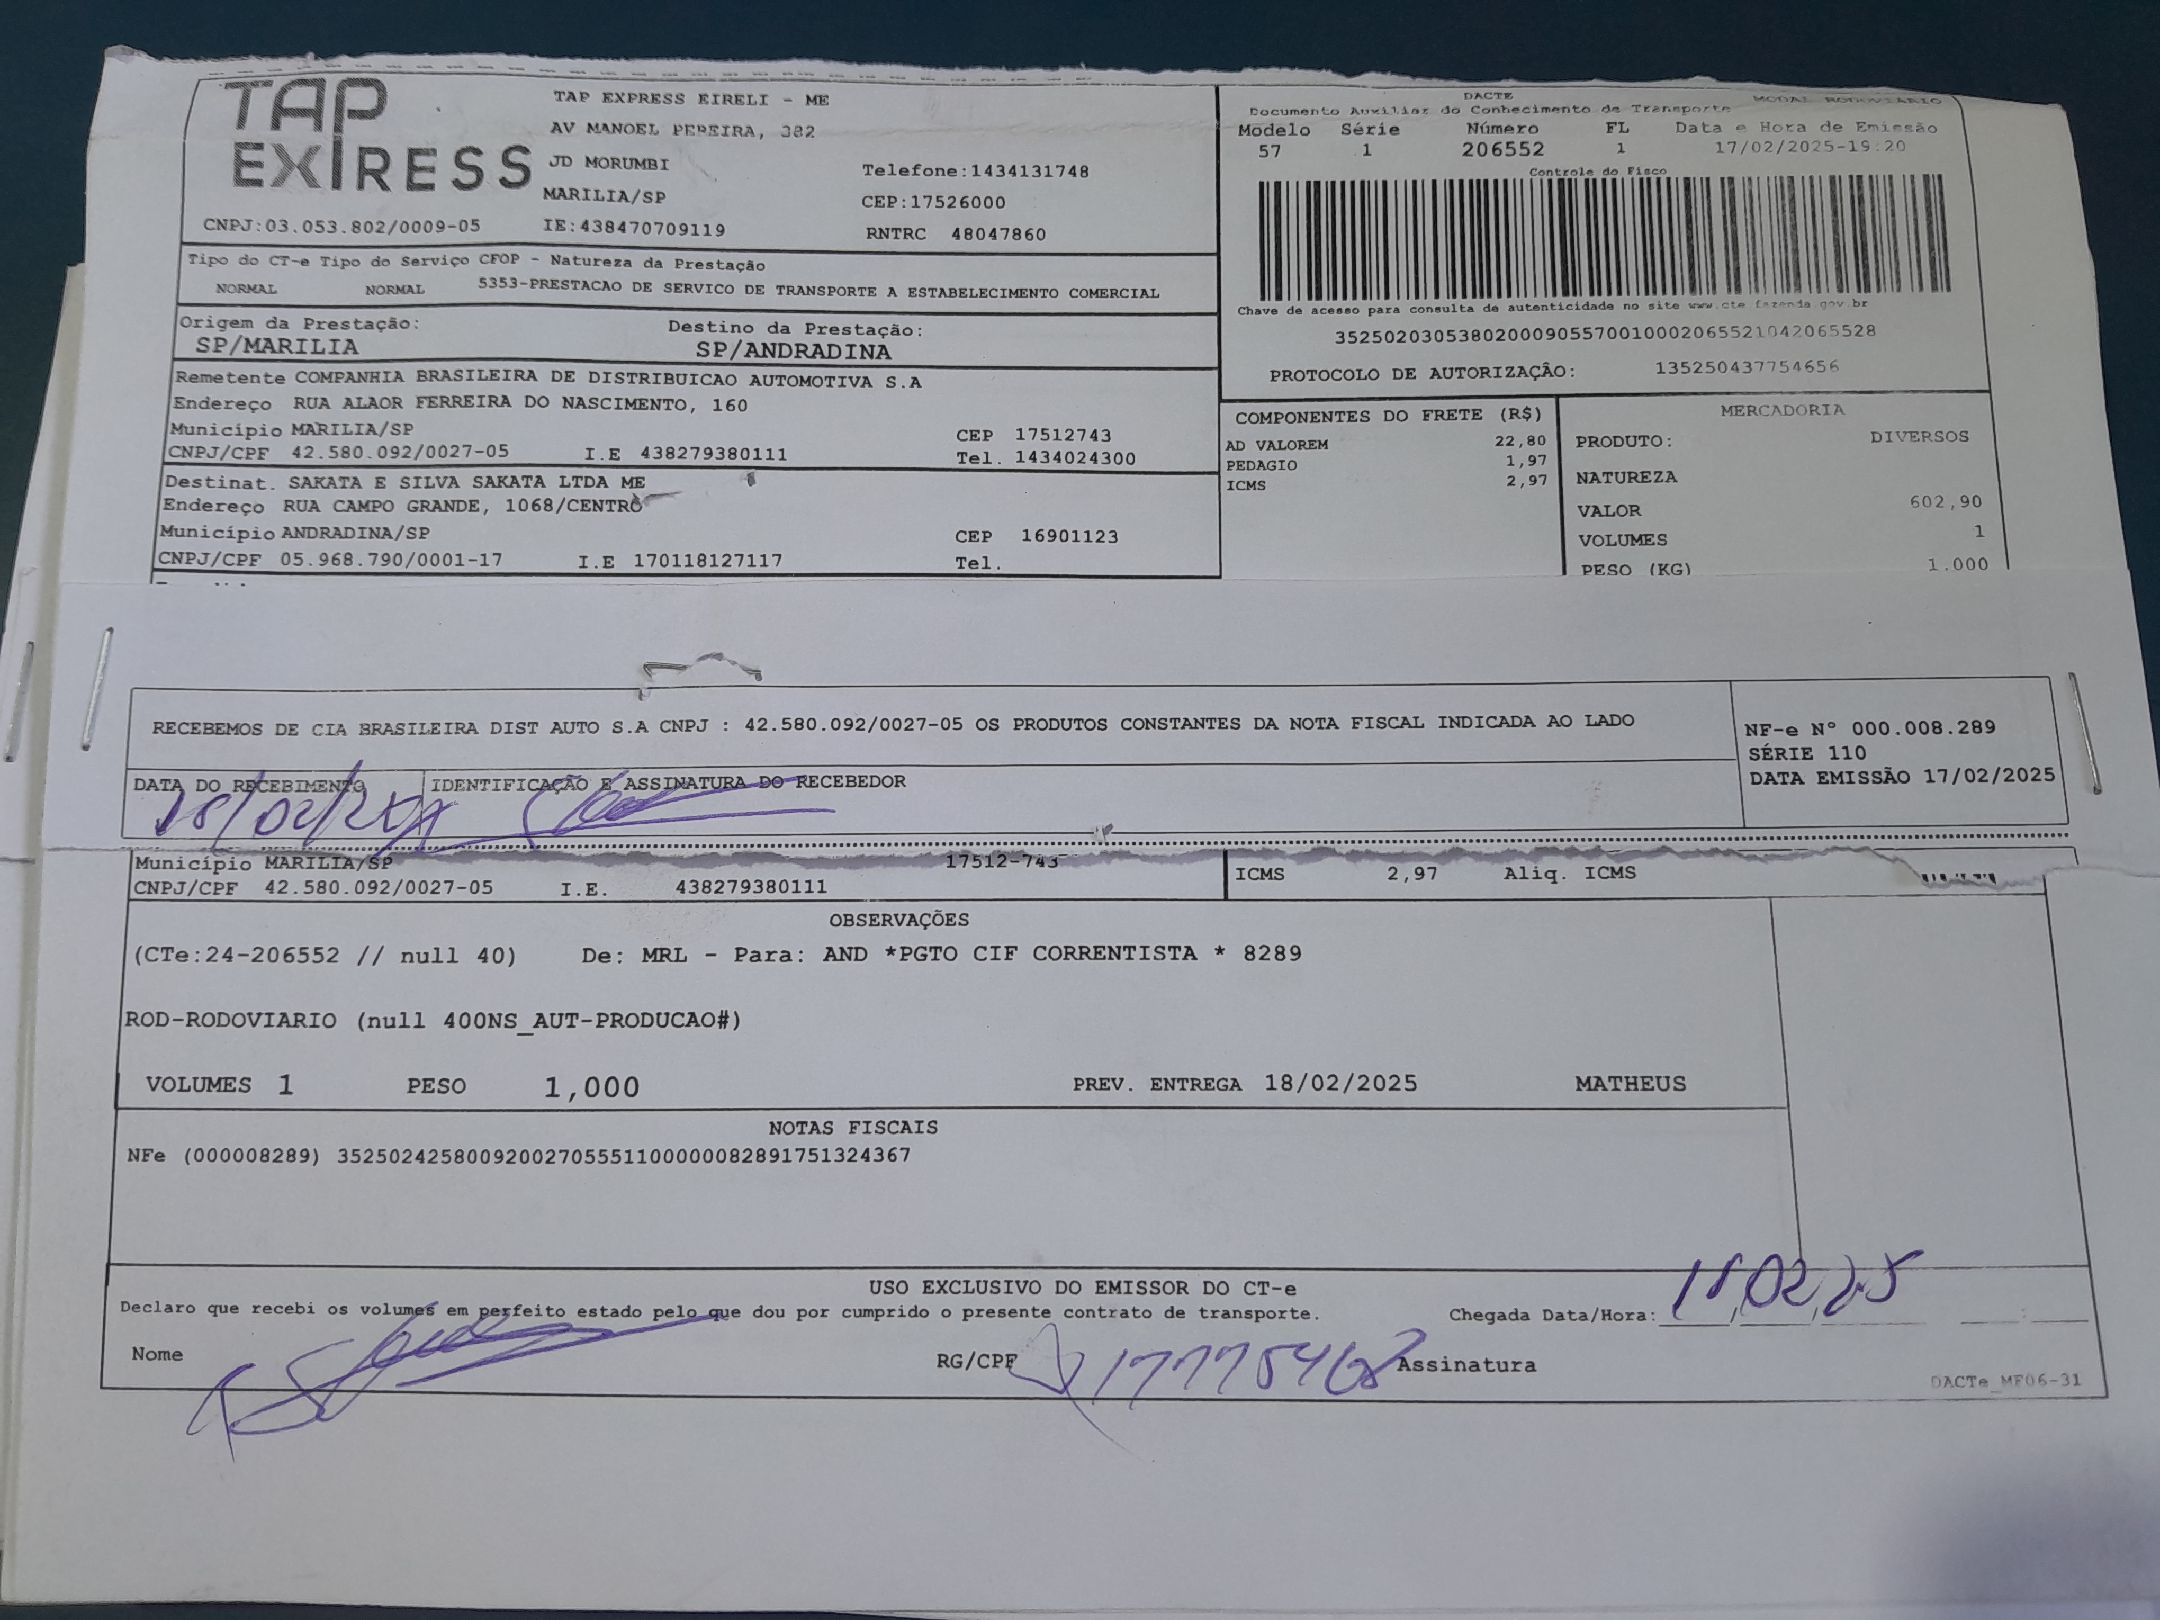 TAP EXPRESS
TAP EXPRESS EIRELI - ME
AV MANOEL PEREIRA, 382
JD MORUMBI
Telefone:1434131748
MARILIA/SP
CEP:17526000
CNPJ:03.053.802/0009-05 IE:438470709119 RNTRC 48047860
DACTE
Documento Auxiliar do Conhecimento de Transporte MODAL RODOVIARIO
Modelo Série Número FL Data e Hora de Emissão
57 1 206552 1 17/02/2025-19:20
Controle do Fisco
Chave de acesso para consulta de autenticidade no site www.cte.fazenda.gov.br
35250203053802000905570010002065521042065528
PROTOCOLO DE AUTORIZAÇÃO: 135250437754656
Tipo do CT-e Tipo do Serviço CFOP - Natureza da Prestação
NORMAL NORMAL 5353-PRESTACAO DE SERVICO DE TRANSPORTE A ESTABELECIMENTO COMERCIAL
Origem da Prestação: Destino da Prestação:
SP/MARILIA SP/ANDRADINA
Remetente COMPANHIA BRASILEIRA DE DISTRIBUICAO AUTOMOTIVA S.A
Endereço RUA ALAOR FERREIRA DO NASCIMENTO, 160
Município MARILIA/SP CEP 17512743
CNPJ/CPF 42.580.092/0027-05 I.E 438279380111 Tel. 1434024300
Destinat. SAKATA E SILVA SAKATA LTDA ME
Endereço RUA CAMPO GRANDE, 1068/CENTRO
Município ANDRADINA/SP CEP 16901123
CNPJ/CPF 05.968.790/0001-17 I.E 170118127117 Tel.
COMPONENTES DO FRETE (R$)
AD VALOREM 22,80
PEDAGIO 1,97
ICMS 2,97
MERCADORIA
PRODUTO: DIVERSOS
NATUREZA
VALOR 602,90
VOLUMES 1
PESO (KG) 1.000
RECEBEMOS DE CIA BRASILEIRA DIST AUTO S.A CNPJ : 42.580.092/0027-05 OS PRODUTOS CONSTANTES DA NOTA FISCAL INDICADA AO LADO
NF-e N° 000.008.289
SÉRIE 110
DATA EMISSÃO 17/02/2025
DATA DO RECEBIMENTO IDENTIFICAÇÃO E ASSINATURA DO RECEBEDOR
Município MARILIA/SP 17512-743
CNPJ/CPF 42.580.092/0027-05 I.E. 438279380111
ICMS 2,97 Aliq. ICMS
OBSERVAÇÕES
(CTe:24-206552 // null 40) De: MRL - Para: AND *PGTO CIF CORRENTISTA * 8289
ROD-RODOVIARIO (null 400NS_AUT-PRODUCAO#)
VOLUMES 1 PESO 1,000 PREV. ENTREGA 18/02/2025 MATHEUS
NOTAS FISCAIS
NFe (000008289) 35250242580092002705551100000082891751324367
USO EXCLUSIVO DO EMISSOR DO CT-e
Declaro que recebi os volumes em perfeito estado pelo que dou por cumprido o presente contrato de transporte. Chegada Data/Hora: 18,02,25
Nome RG/CPF Assinatura
DACTe_MF06-31